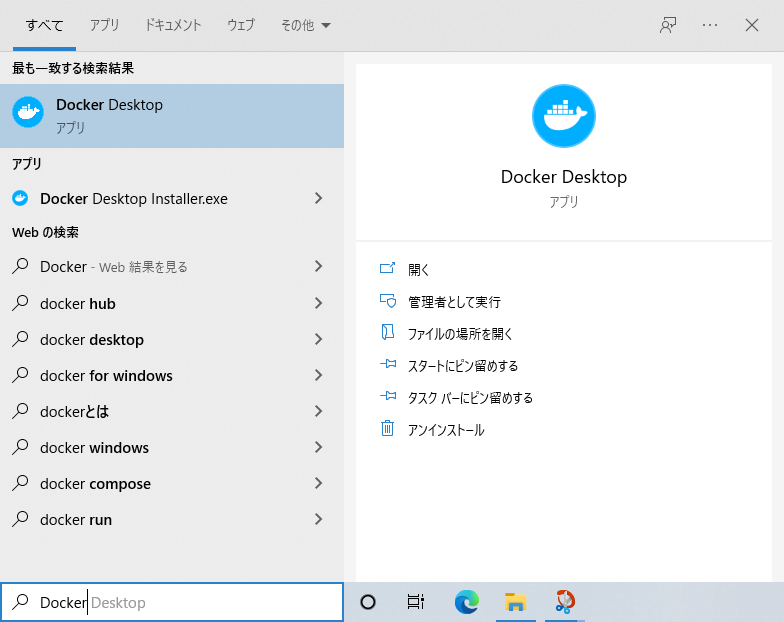 すべて アプリ ドキュメント ウェブ その他
最も一致する検索結果
Docker Desktop
アプリ
アプリ
Docker Desktop Installer.exe
Web の検索
Docker - Web 結果を見る
docker hub
docker desktop
docker for windows
dockerとは
docker windows
docker compose
docker run
Docker Desktop
Docker Desktop
アプリ
開く
管理者として実行
ファイルの場所を開く
スタートにピン留めする
タスク バーにピン留めする
アンインストール